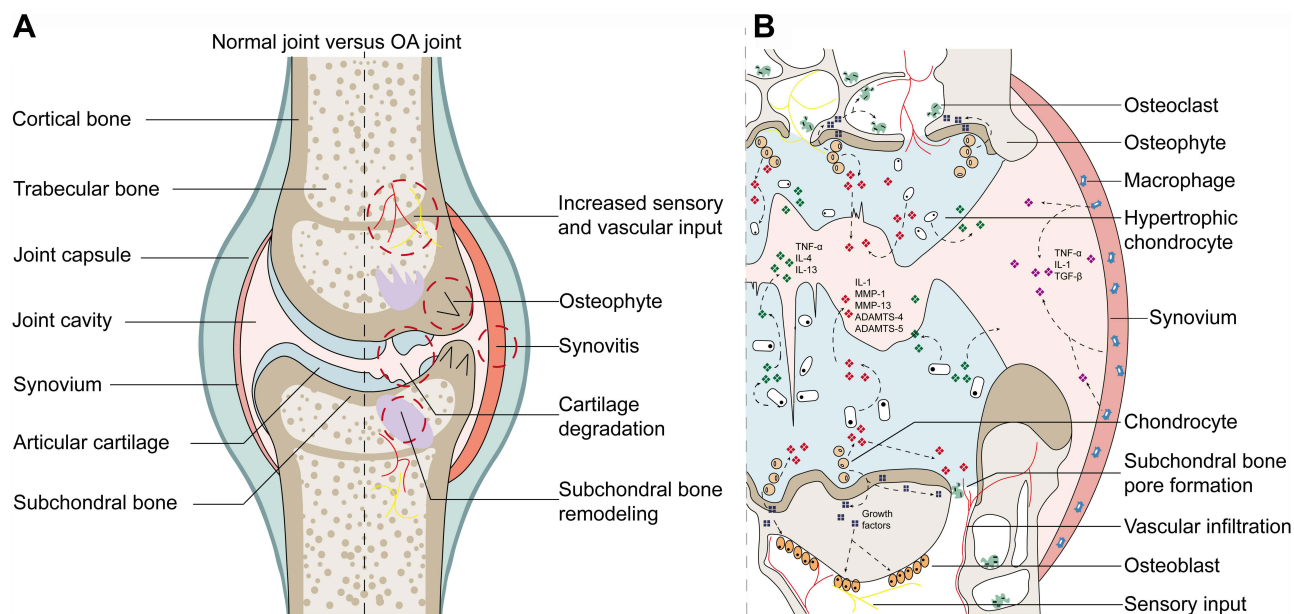 A
Normal joint versus OA joint
Cortical bone
Trabecular bone
Joint capsule
Joint cavity
Synovium
Articular cartilage
Subchondral bone
Increased sensory
and vascular input
Osteophyte
Synovitis
Cartilage
degradation
Subchondral bone
remodeling
B
TNF-α
IL-4
IL-13
IL-1
MMP-1
MMP-13
ADAMTS-4
ADAMTS-5
TNF-α
IL-1
TGF-β
Growth
factors
Osteoclast
Osteophyte
Macrophage
Hypertrophic
chondrocyte
Synovium
Chondrocyte
Subchondral bone
pore formation
Vascular infiltration
Osteoblast
Sensory input